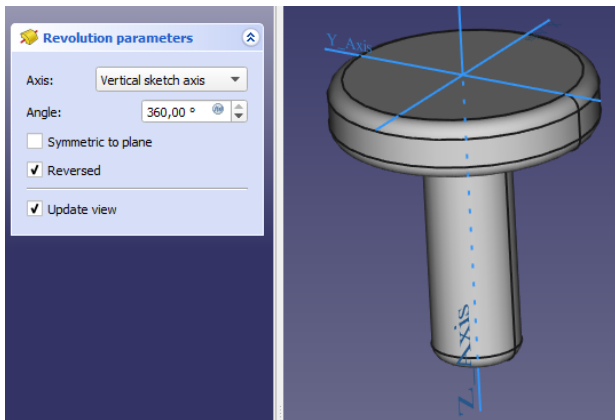 Revolution parameters
Axis: Vertical sketch axis
Angle: 360,00 °
Symmetric to plane
Reversed
Update view
Y_Axis
Z_Axis